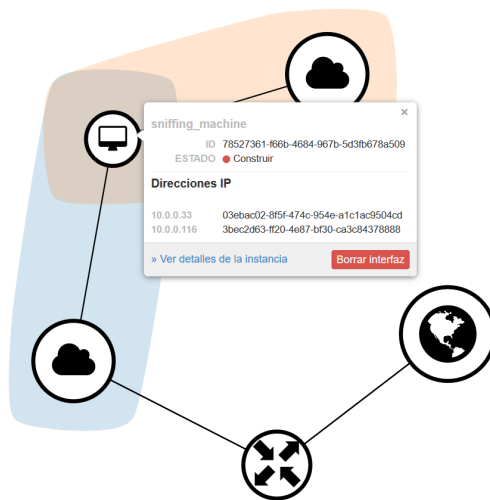 ×
sniffing_machine
ID 78527361-f66b-4684-967b-5d3fb678a509
ESTADO Construir
Direcciones IP
10.0.0.33 03ebac02-8f5f-474c-954e-a1c1ac9504cd
10.0.0.116 3bec2d63-ff20-4e87-bf30-ca3c84378888
» Ver detalles de la instancia Borrar interfaz